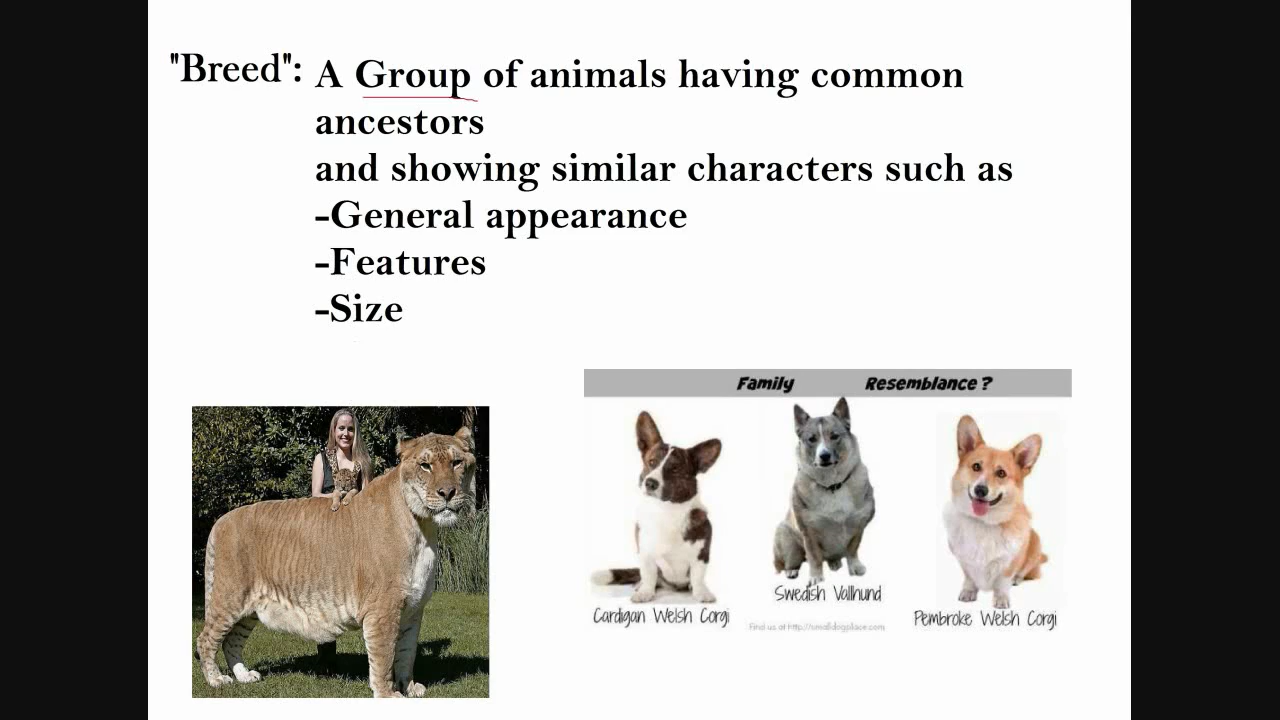 "Breed": A Group of animals having common
ancestors
and showing similar characters such as
-General appearance
-Features
-Size
Family Resemblance?
Cardigan Welsh Corgi
Swedish Vallhund
Pembroke Welsh Corgi
Find us at http://smalldogplace.com